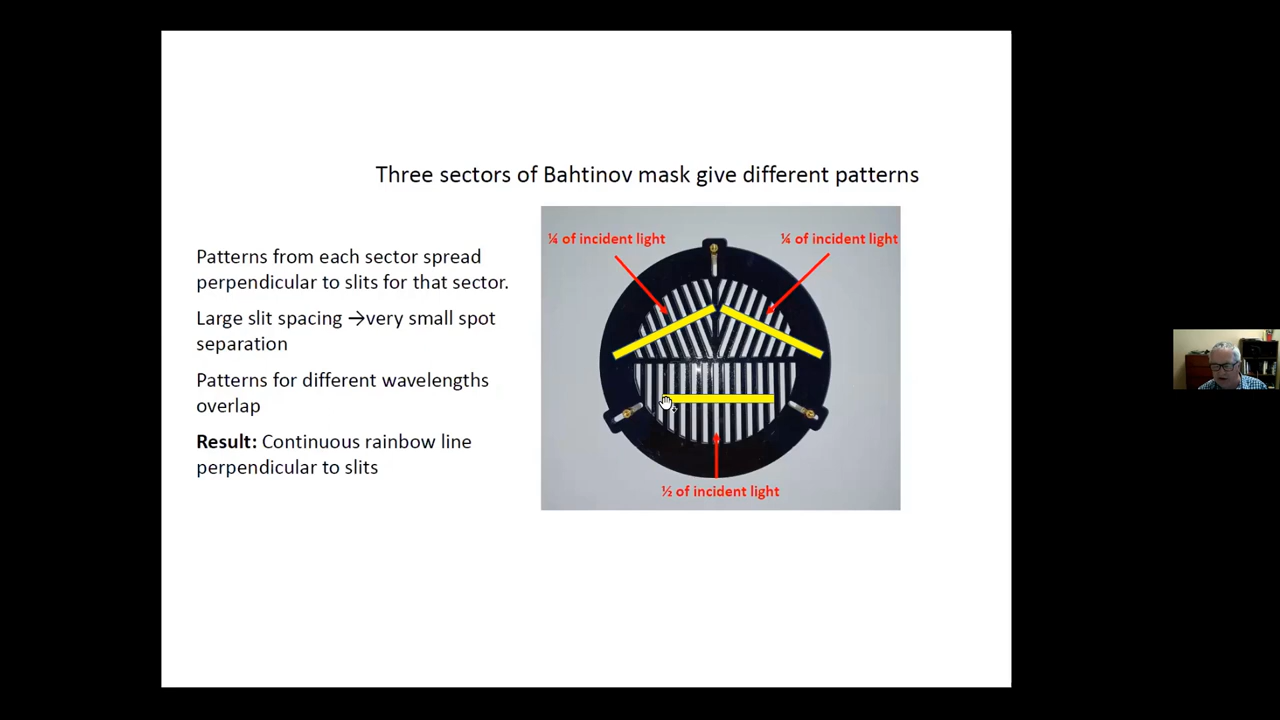 Three sectors of Bahtinov mask give different patterns
Patterns from each sector spread
perpendicular to slits for that sector.
Large slit spacing →very small spot
separation
Patterns for different wavelengths
overlap
Result: Continuous rainbow line
perpendicular to slits
¼ of incident light
¼ of incident light
½ of incident light